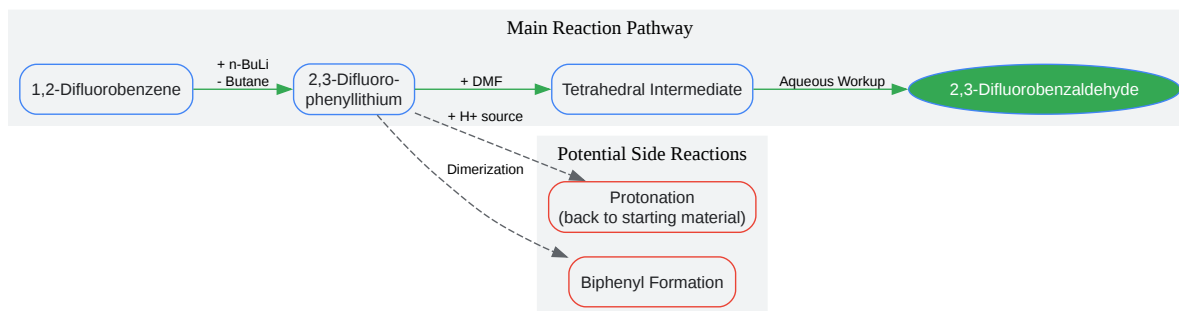 Main Reaction Pathway
1,2-Difluorobenzene
+ n-BuLi
- Butane
2,3-Difluoro-
phenyllithium
+ DMF
Tetrahedral Intermediate
Aqueous Workup
2,3-Difluorobenzaldehyde
+ H+ source
Dimerization
Potential Side Reactions
Protonation
(back to starting material)
Biphenyl Formation